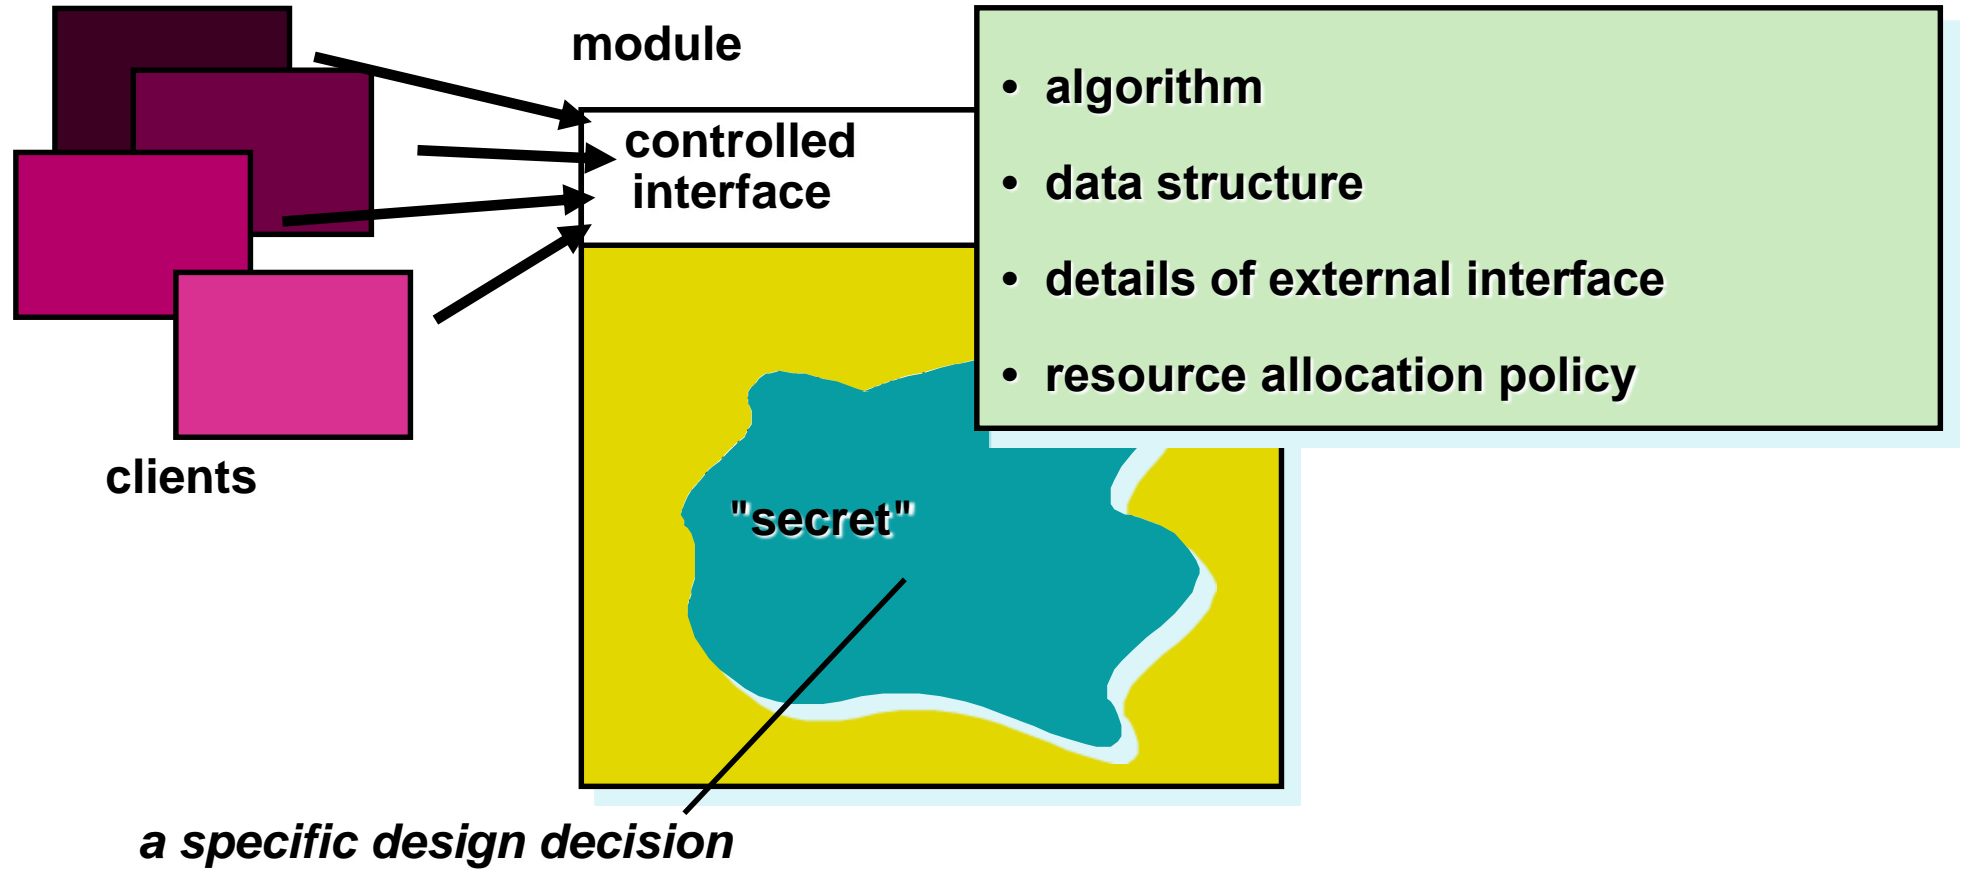 module
controlled
interface
• algorithm
• data structure
• details of external interface
• resource allocation policy
clients
"secret"
a specific design decision